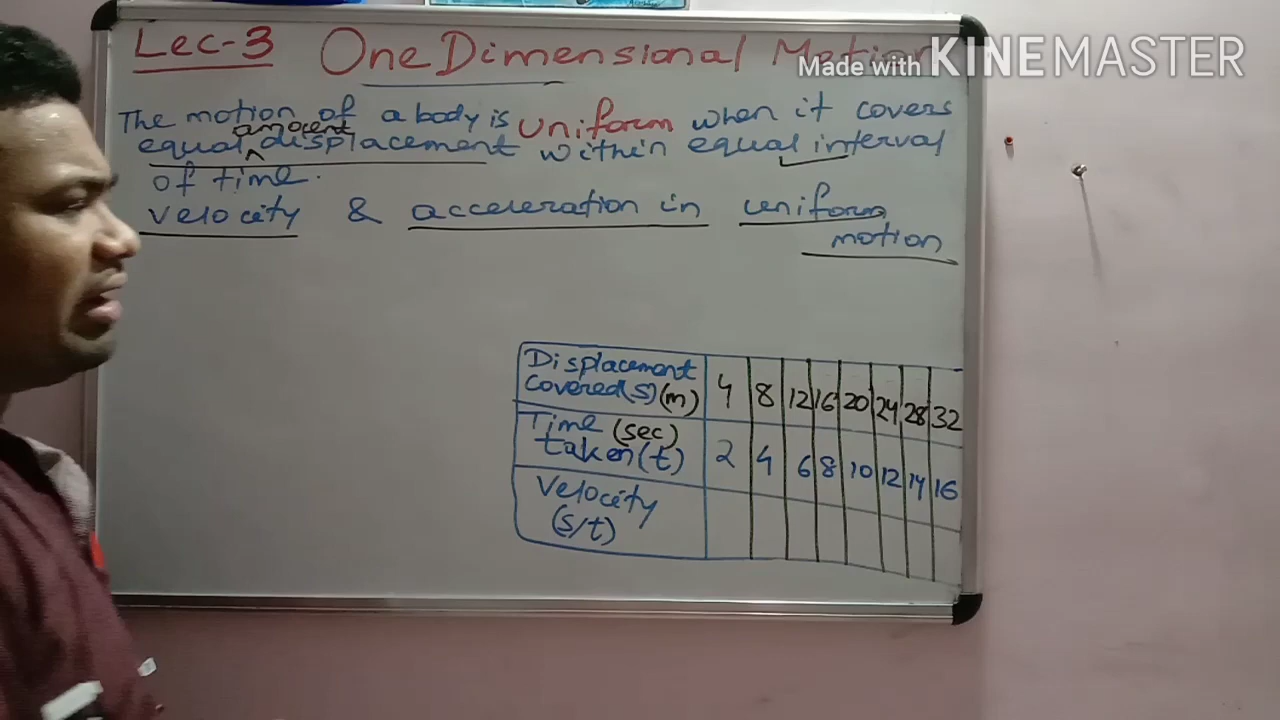 Lec-3 One Dimensional Motion
Made with KINEMASTER
The motion of a body is uniform when it covers
amount
equal displacement within equal interval
of time.
velocity & acceleration in uniform
motion
Displacement covered(s) (m) 4 8 12 16 20 24 28 32
Time (sec) taken (t) 2 4 6 8 10 12 14 16
Velocity (s/t)